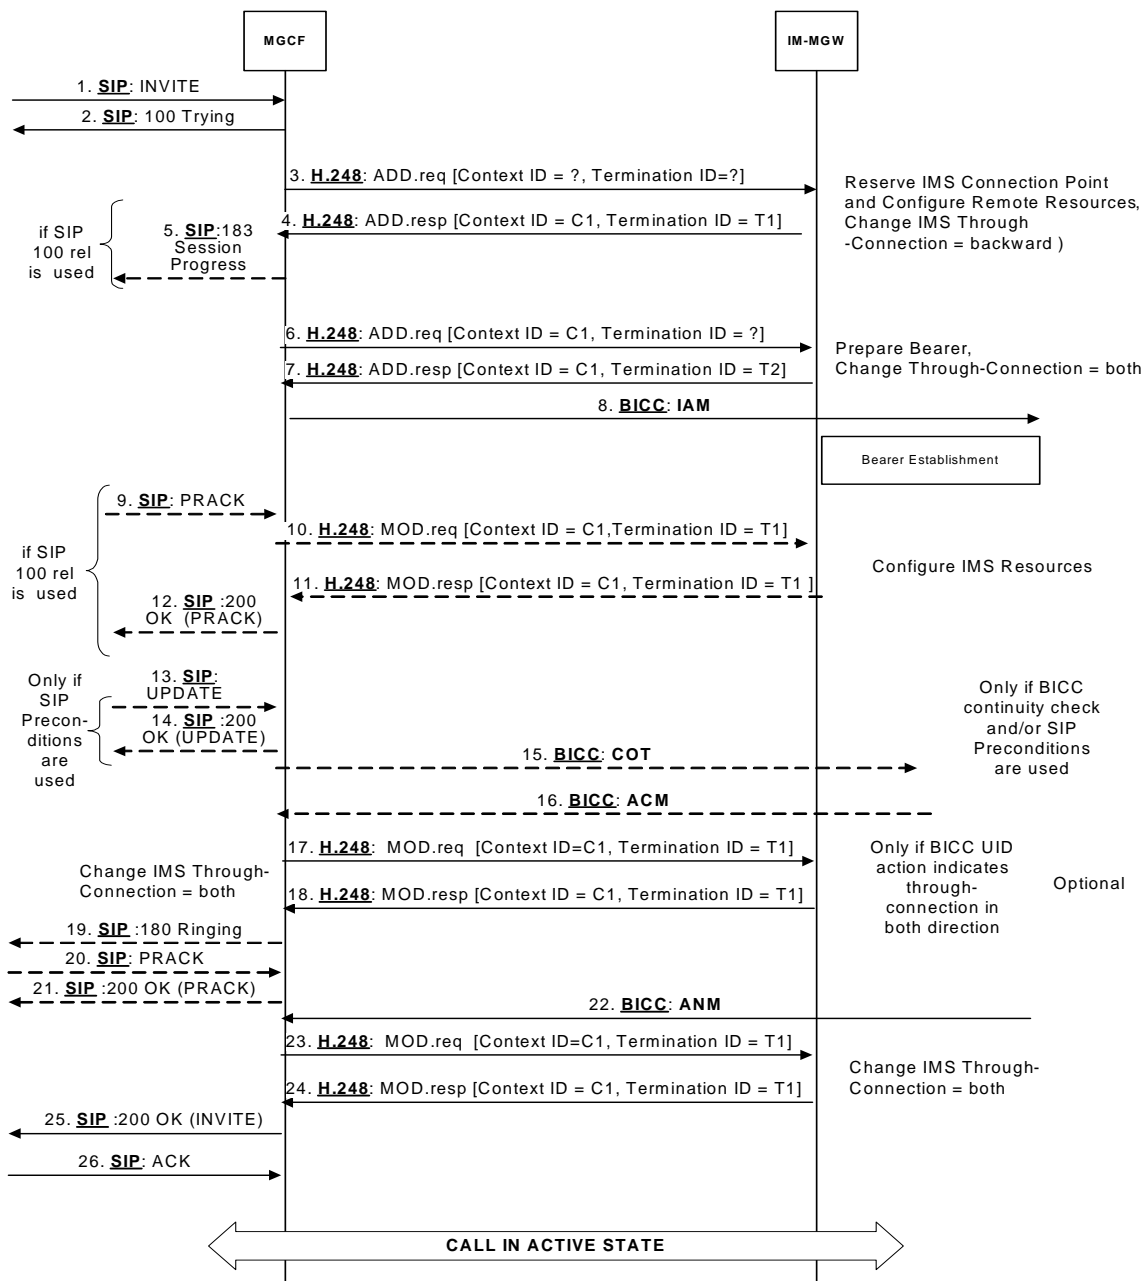 MGCF
IM-MGW
1. SIP: INVITE
2. SIP: 100 Trying
3. H.248: ADD.req [Context ID = ?, Termination ID=?]
Reserve IMS Connection Point
and Configure Remote Resources,
Change IMS Through
-Connection = backward )
4. H.248: ADD.resp [Context ID = C1, Termination ID = T1]
if SIP
100 rel
is used
5. SIP:183
Session
Progress
6. H.248: ADD.req [Context ID = C1, Termination ID = ?]
Prepare Bearer,
Change Through-Connection = both
7. H.248: ADD.resp [Context ID = C1, Termination ID = T2]
8. BICC: IAM
Bearer Establishment
9. SIP: PRACK
10. H.248: MOD.req [Context ID = C1,Termination ID = T1]
if SIP
100 rel
is used
Configure IMS Resources
11. H.248: MOD.resp [Context ID = C1, Termination ID = T1 ]
12. SIP :200
OK (PRACK)
13. SIP:
UPDATE
Only if
SIP
Precon-
ditions
are
used
14. SIP :200
OK (UPDATE)
Only if BICC
continuity check
and/or SIP
Preconditions
are used
15. BICC: COT
16. BICC: ACM
17. H.248: MOD.req [Context ID=C1, Termination ID = T1]
Change IMS Through-
Connection = both
Only if BICC UID
action indicates
through-
connection in
both direction
Optional
18. H.248: MOD.resp [Context ID = C1, Termination ID = T1]
19. SIP :180 Ringing
20. SIP: PRACK
21. SIP :200 OK (PRACK)
22. BICC: ANM
23. H.248: MOD.req [Context ID=C1, Termination ID = T1]
Change IMS Through-
Connection = both
24. H.248: MOD.resp [Context ID = C1, Termination ID = T1]
25. SIP :200 OK (INVITE)
26. SIP: ACK
CALL IN ACTIVE STATE